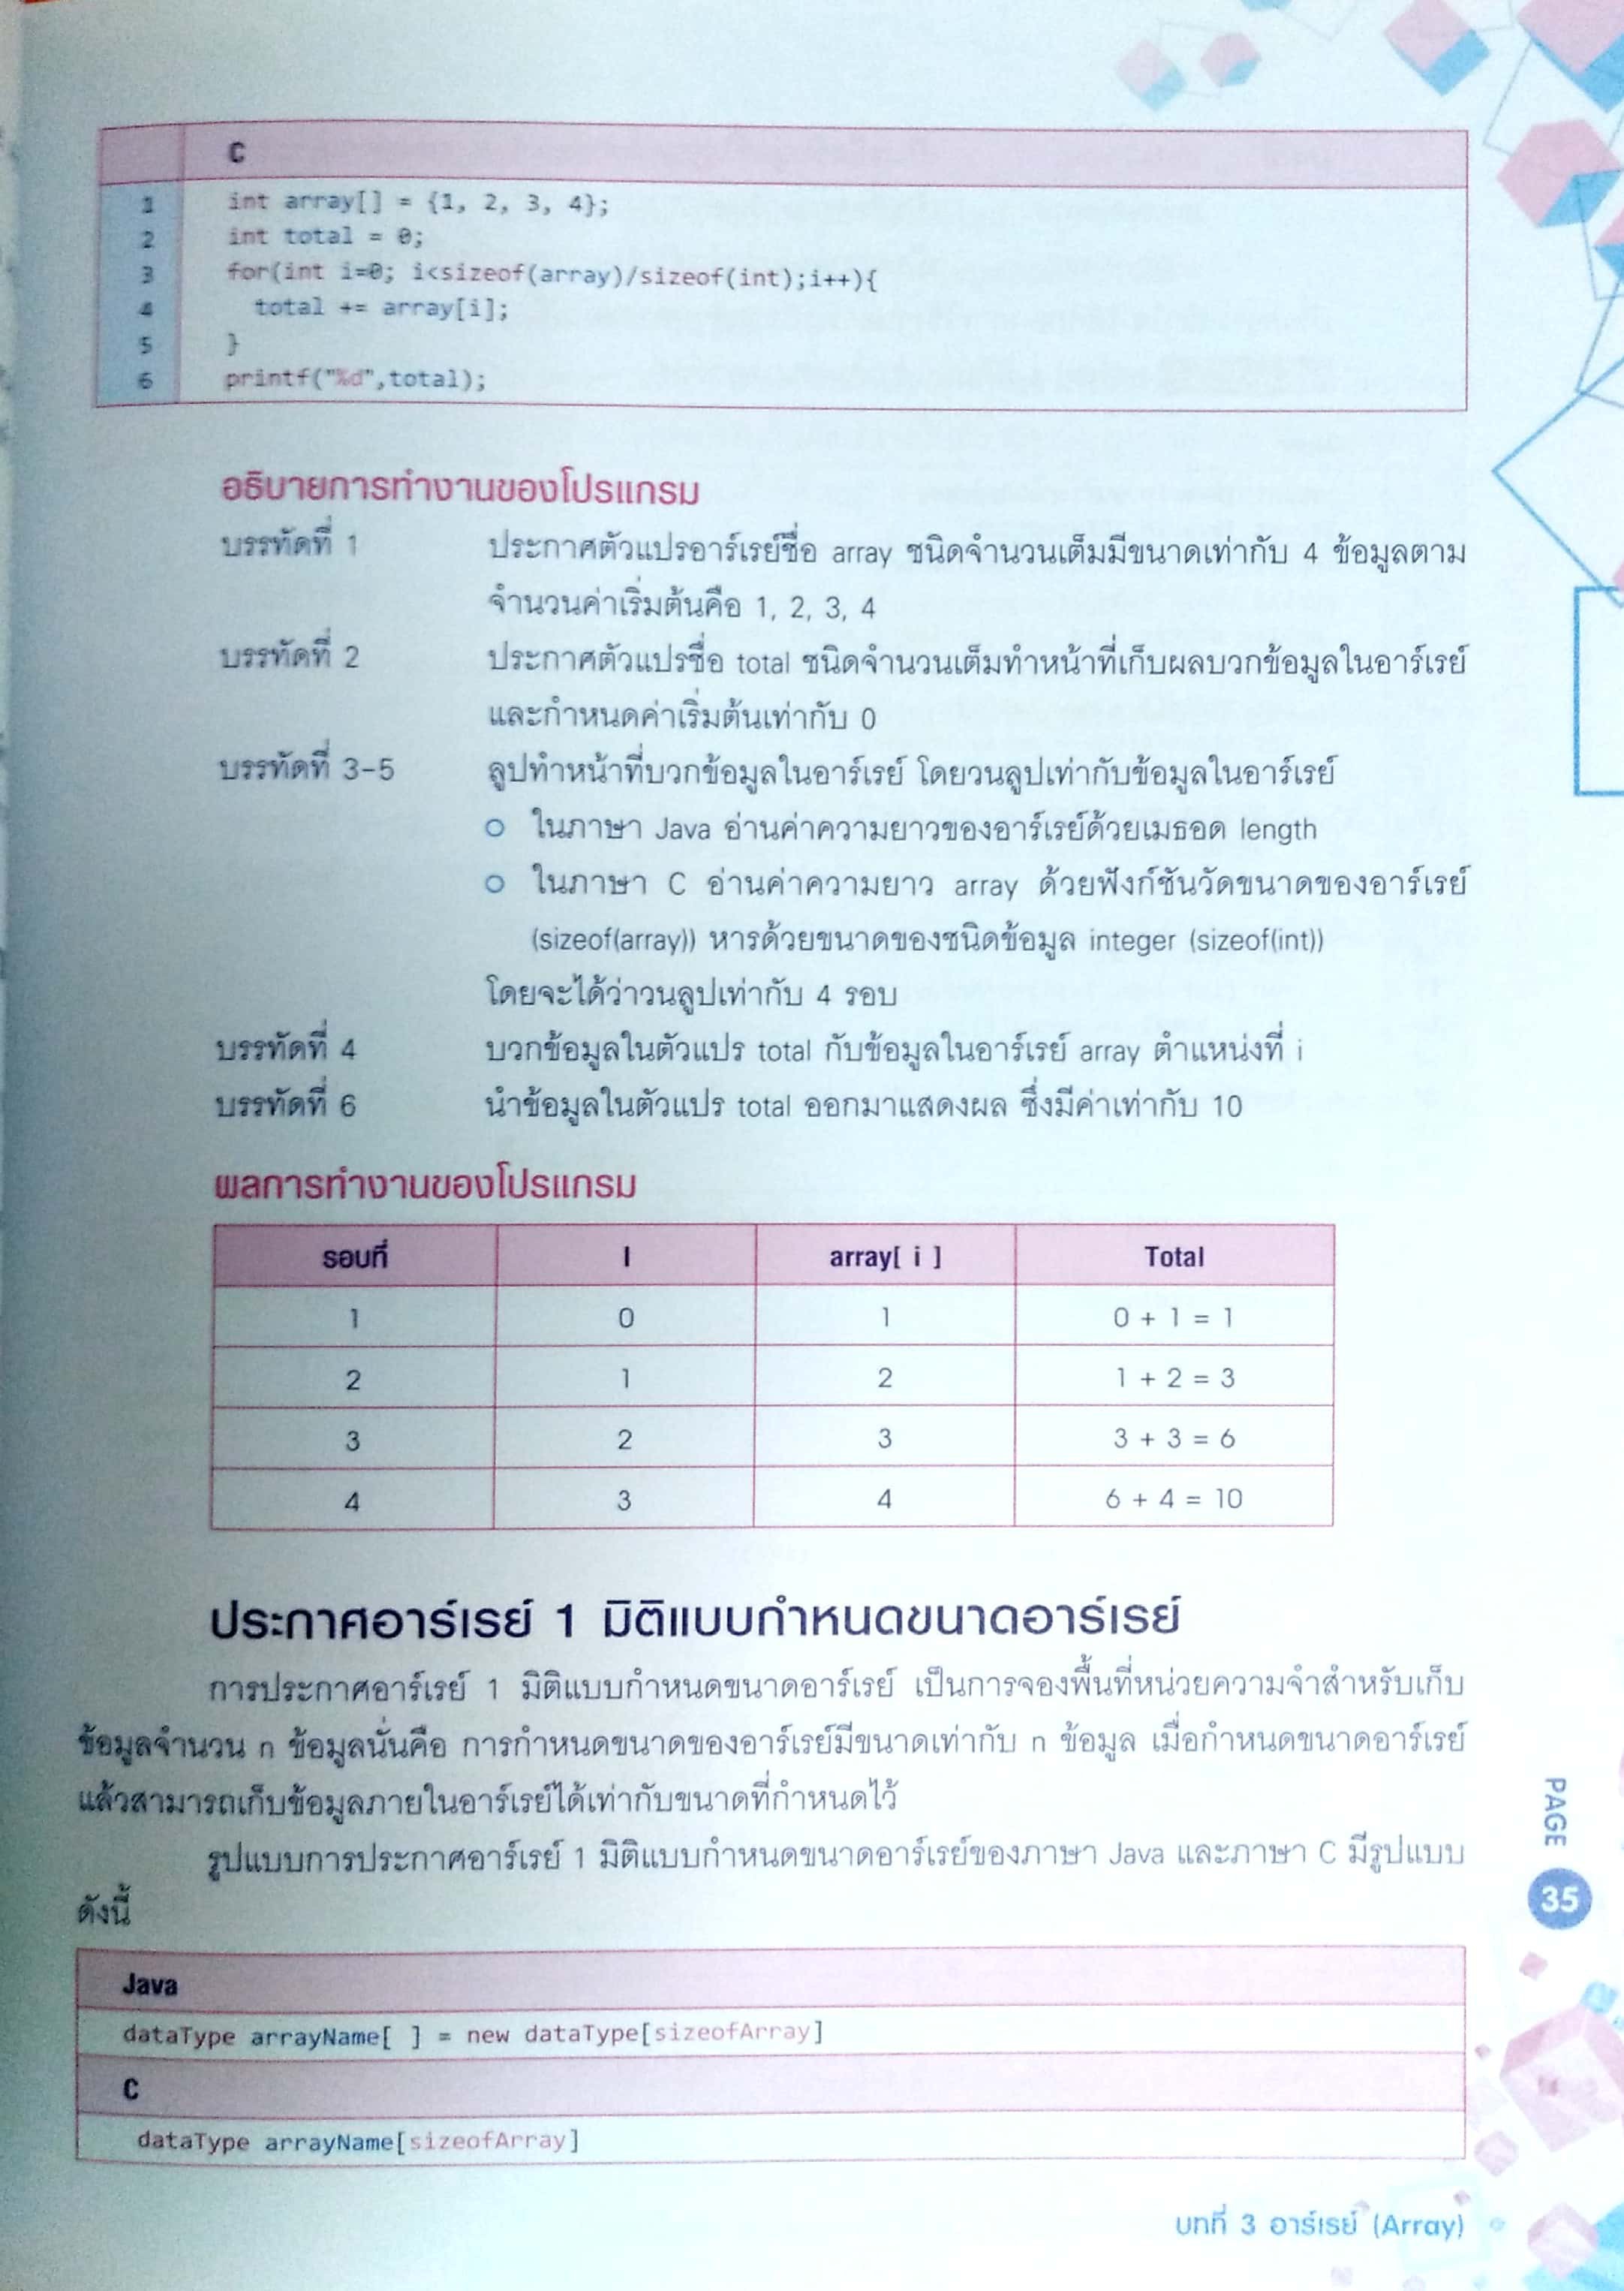 C
1 int array[] = {1, 2, 3, 4};
2 int total = 0;
3 for(int i=0; i<sizeof(array)/sizeof(int);i++){
4 total += array[i];
5 }
6 printf("%d",total);
อธิบายการทำงานของโปรแกรม
บรรทัดที่ 1 ประกาศตัวแปรอาร์เรย์ชื่อ array ชนิดจำนวนเต็มมีขนาดเท่ากับ 4 ข้อมูลตาม
จำนวนค่าเริ่มต้นคือ 1, 2, 3, 4
บรรทัดที่ 2 ประกาศตัวแปรชื่อ total ชนิดจำนวนเต็มทำหน้าที่เก็บผลบวกข้อมูลในอาร์เรย์
และกำหนดค่าเริ่มต้นเท่ากับ 0
บรรทัดที่ 3-5 ลูปทำหน้าที่บวกข้อมูลในอาร์เรย์ โดยวนลูปเท่ากับข้อมูลในอาร์เรย์
ในภาษา Java อ่านค่าความยาวของอาร์เรย์ด้วยเมธอด length
ในภาษา C อ่านค่าความยาว array ด้วยฟังก์ชันวัดขนาดของอาร์เรย์
(sizeof(array)) หารด้วยขนาดของชนิดข้อมูล integer (sizeof(int))
โดยจะได้ว่าวนลูปเท่ากับ 4 รอบ
บรรทัดที่ 4 บวกข้อมูลในตัวแปร total กับข้อมูลในอาร์เรย์ array ตำแหน่งที่ i
บรรทัดที่ 6 นำข้อมูลในตัวแปร total ออกมาแสดงผล ซึ่งมีค่าเท่ากับ 10
ผลการทำงานของโปรแกรม
รอบที่ I array[ i ] Total
1 0 1 0 + 1 = 1
2 1 2 1 + 2 = 3
3 2 3 3 + 3 = 6
4 3 4 6 + 4 = 10
ประกาศอาร์เรย์ 1 มิติแบบกำหนดขนาดอาร์เรย์
การประกาศอาร์เรย์ 1 มิติแบบกำหนดขนาดอาร์เรย์ เป็นการจองพื้นที่หน่วยความจำสำหรับเก็บ
ข้อมูลจำนวน n ข้อมูลนั่นคือ การกำหนดขนาดของอาร์เรย์มีขนาดเท่ากับ n ข้อมูล เมื่อกำหนดขนาดอาร์เรย์
แล้วสามารถเก็บข้อมูลภายในอาร์เรย์ได้เท่ากับขนาดที่กำหนดไว้
รูปแบบการประกาศอาร์เรย์ 1 มิติแบบกำหนดขนาดอาร์เรย์ของภาษา Java และภาษา C มีรูปแบบ
ดังนี้
Java
dataType arrayName[ ] = new dataType[sizeofArray]
C
dataType arrayName[sizeofArray]
PAGE
35
บทที่ 3 อาร์เรย์ (Array)